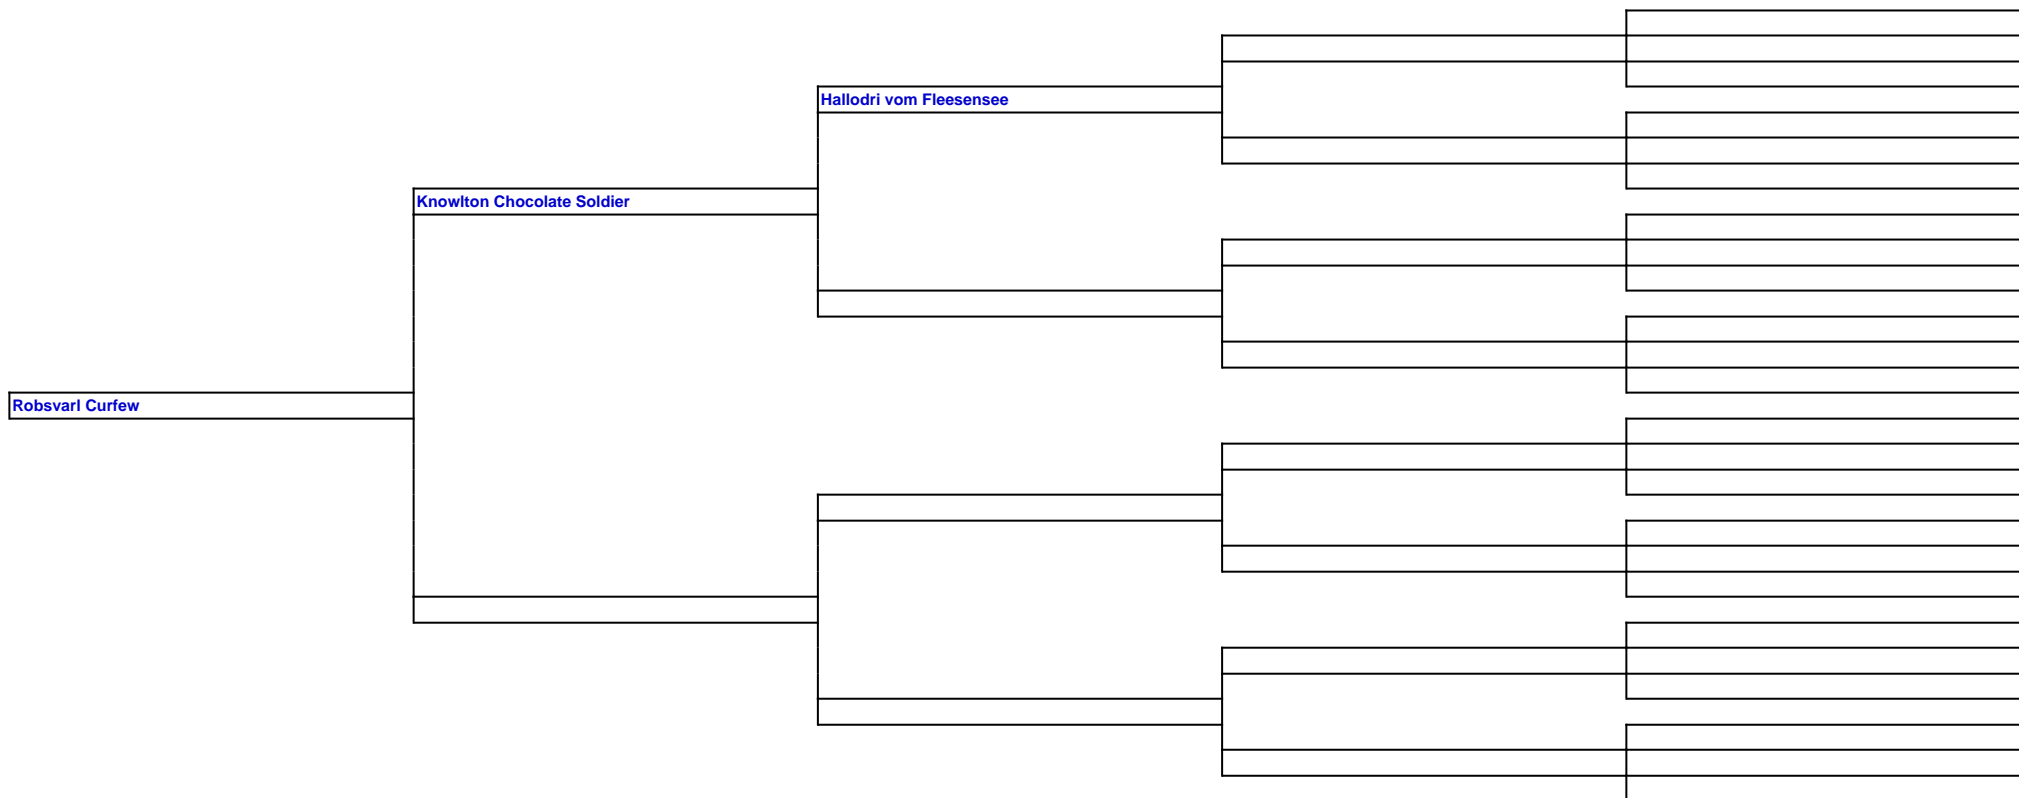 Hallodri vom Fleesensee
Knowlton Chocolate Soldier
Robsvarl Curfew